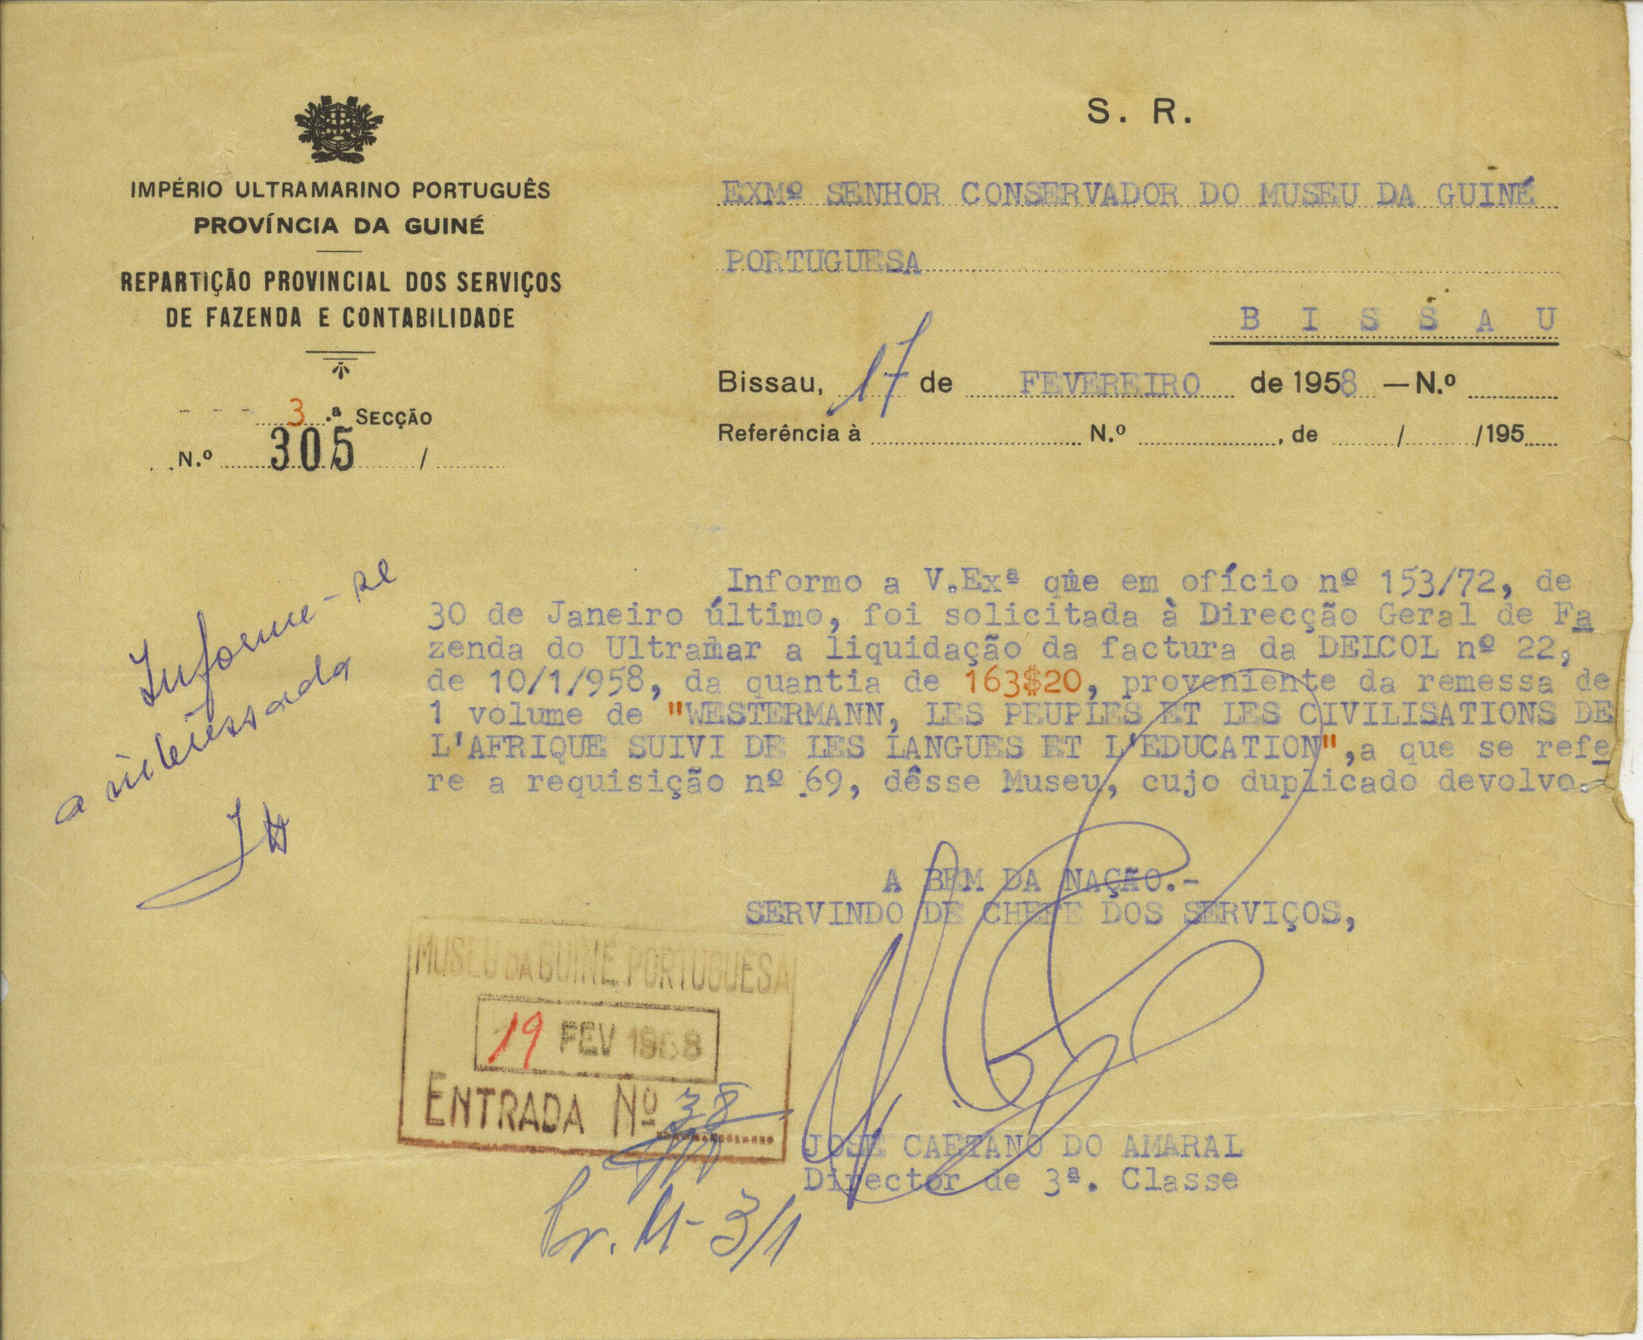 S. R.
IMPÉRIO ULTRAMARINO PORTUGUÊS
PROVÍNCIA DA GUINÉ
REPARTIÇÃO PROVINCIAL DOS SERVIÇOS
DE FAZENDA E CONTABILIDADE
3.ª SECÇÃO
N.º 305 /
EXMº SENHOR CONSERVADOR DO MUSEU DA GUINÉ
PORTUGUESA
B I S S A U
Bissau, 17 de FEVEREIRO de 1958 — N.º
Referência à N.º , de / /195
Informe-se
a interessada
Informo a V.Exª que em ofício nº 153/72, de
30 de Janeiro último, foi solicitada à Direcção Geral de Fa
zenda do Ultramar a liquidação da factura da DELCOL nº 22,
de 10/1/958, da quantia de 163$20, proveniente da remessa de
1 volume de "WESTERMANN, LES PEUPLES ET LES CIVILISATIONS DE
L'AFRIQUE SUIVI DE LES LANGUES ET L'EDUCATION",a que se refe
re a requisição nº 69, dêsse Museu, cujo duplicado devolvo.-
A BEM DA NAÇÃO.-
SERVINDO DE CHEFE DOS SERVIÇOS,
MUSEU DA GUINÉ PORTUGUESA
19 FEV 1958
ENTRADA Nº 38
JOSÉ CAETANO DO AMARAL
Director de 3ª. Classe
3/1